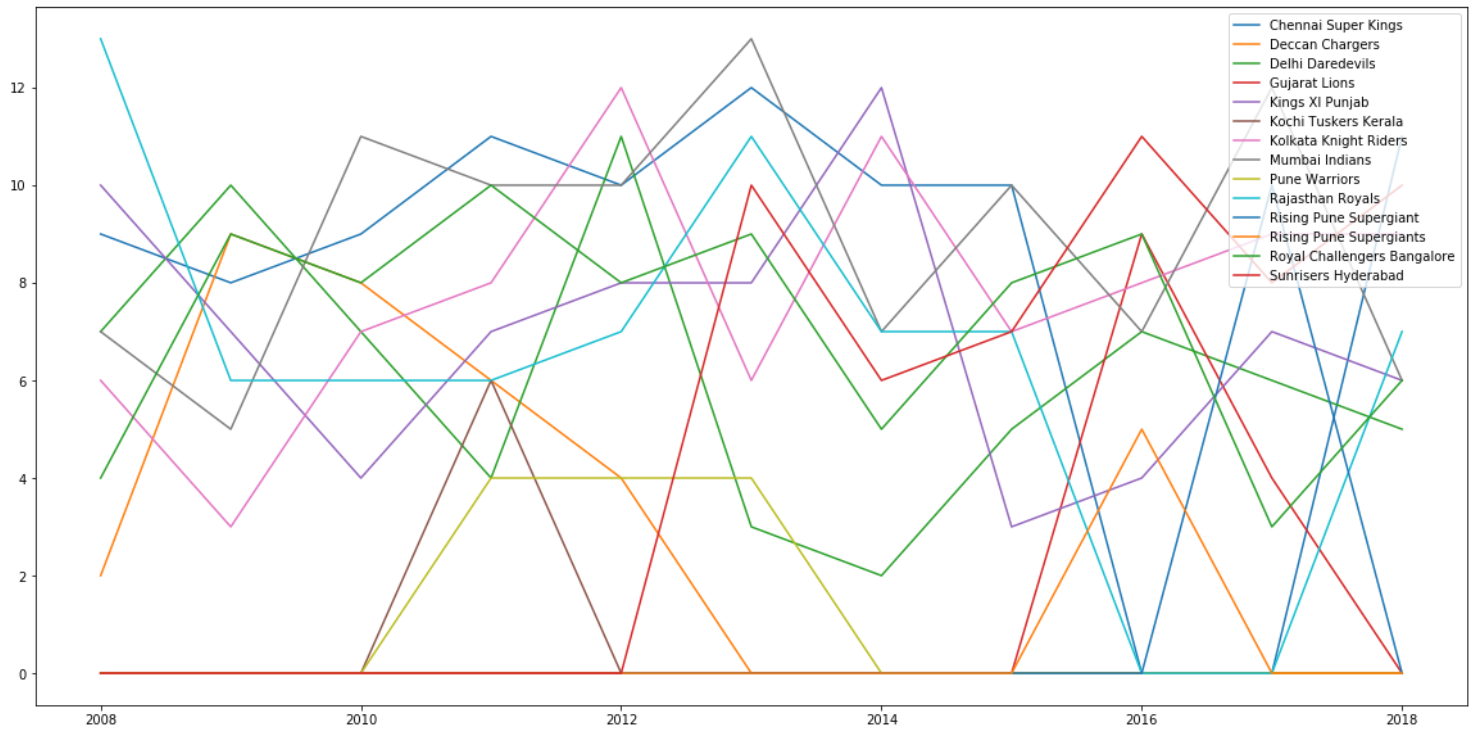 Chennai Super Kings
Deccan Chargers
Delhi Daredevils
Gujarat Lions
Kings XI Punjab
Kochi Tuskers Kerala
Kolkata Knight Riders
Mumbai Indians
Pune Warriors
Rajasthan Royals
Rising Pune Supergiant
Rising Pune Supergiants
Royal Challengers Bangalore
Sunrisers Hyderabad
12
10
8
6
4
2
0
2008 2010 2012 2014 2016 2018